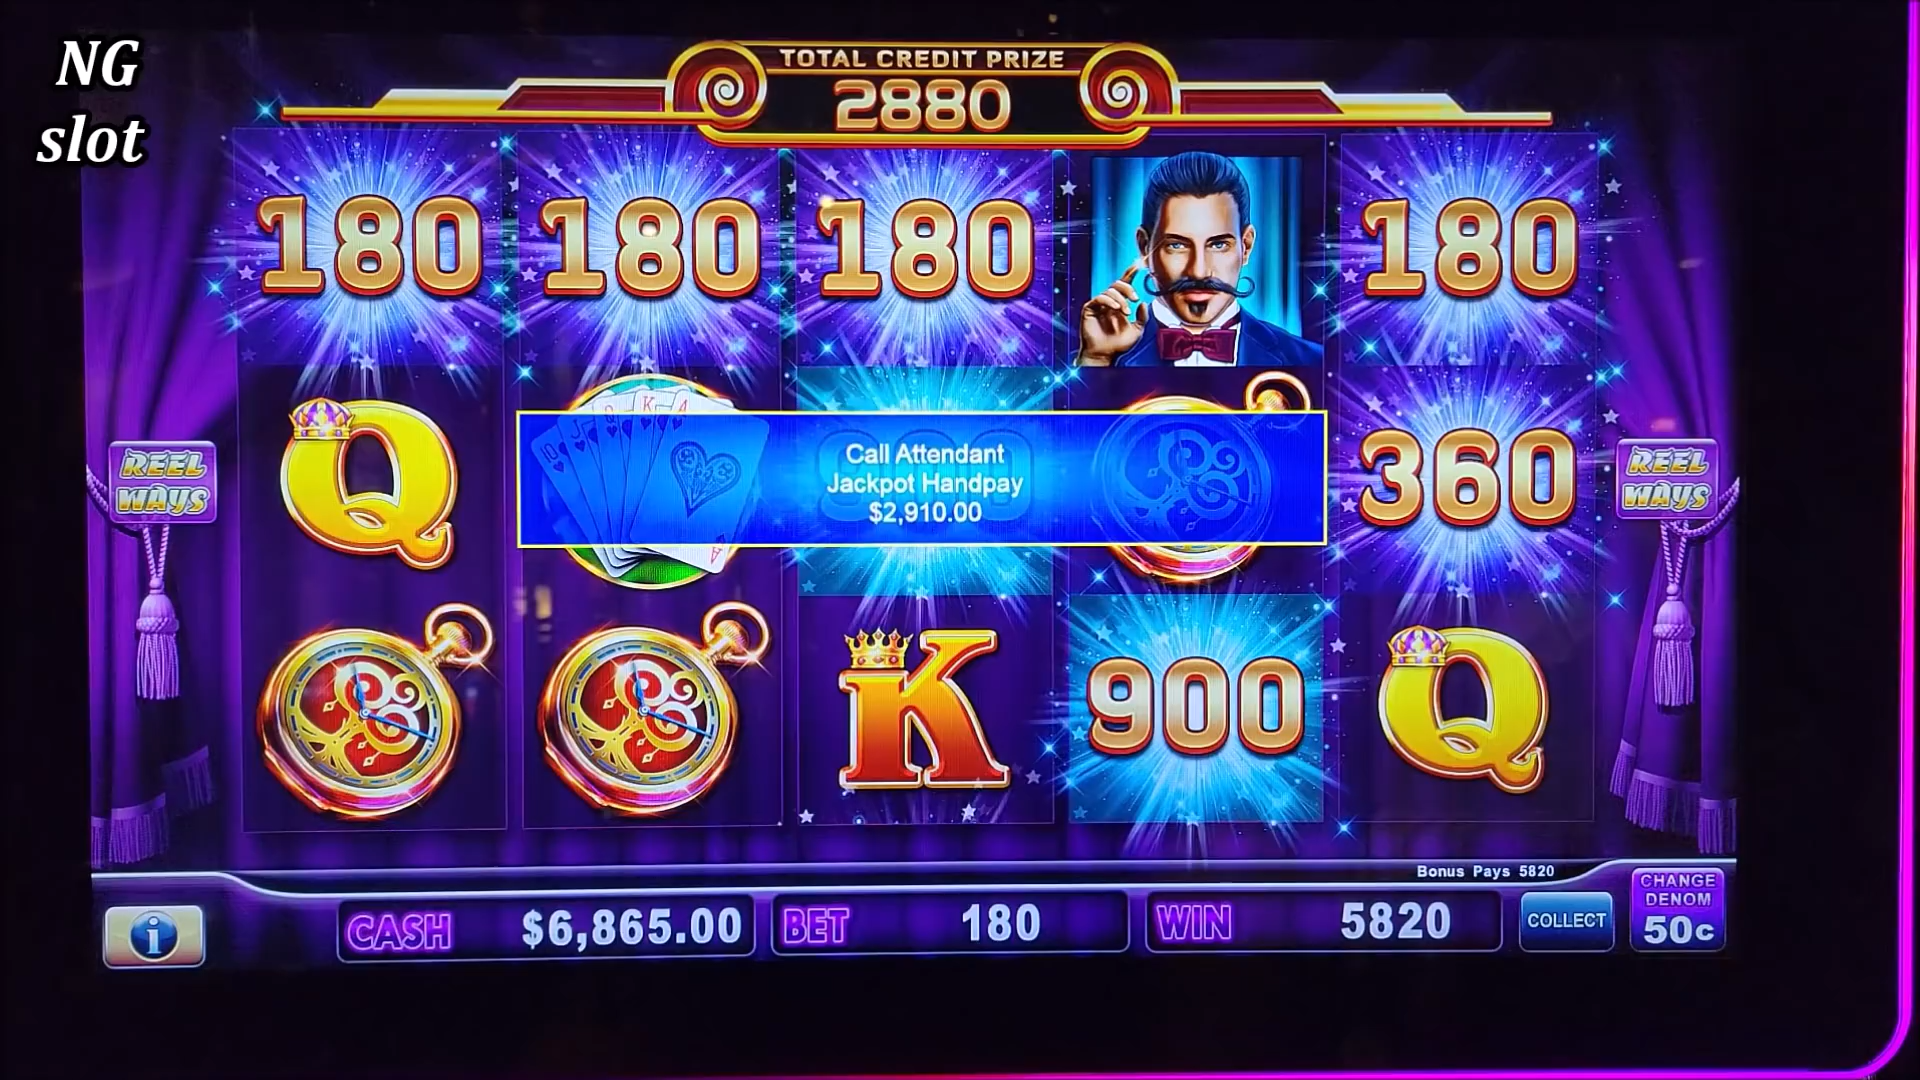 NG
slot
TOTAL CREDIT PRIZE
2880
180 180 180 180
Call Attendant
Jackpot Handpay
$2,910.00
360
REEL
WAYS
REEL
WAYS
Q
K
900
Q
Bonus Pays 5820
CASH $6,865.00
BET 180
WIN 5820
COLLECT
CHANGE
DENOM
50¢